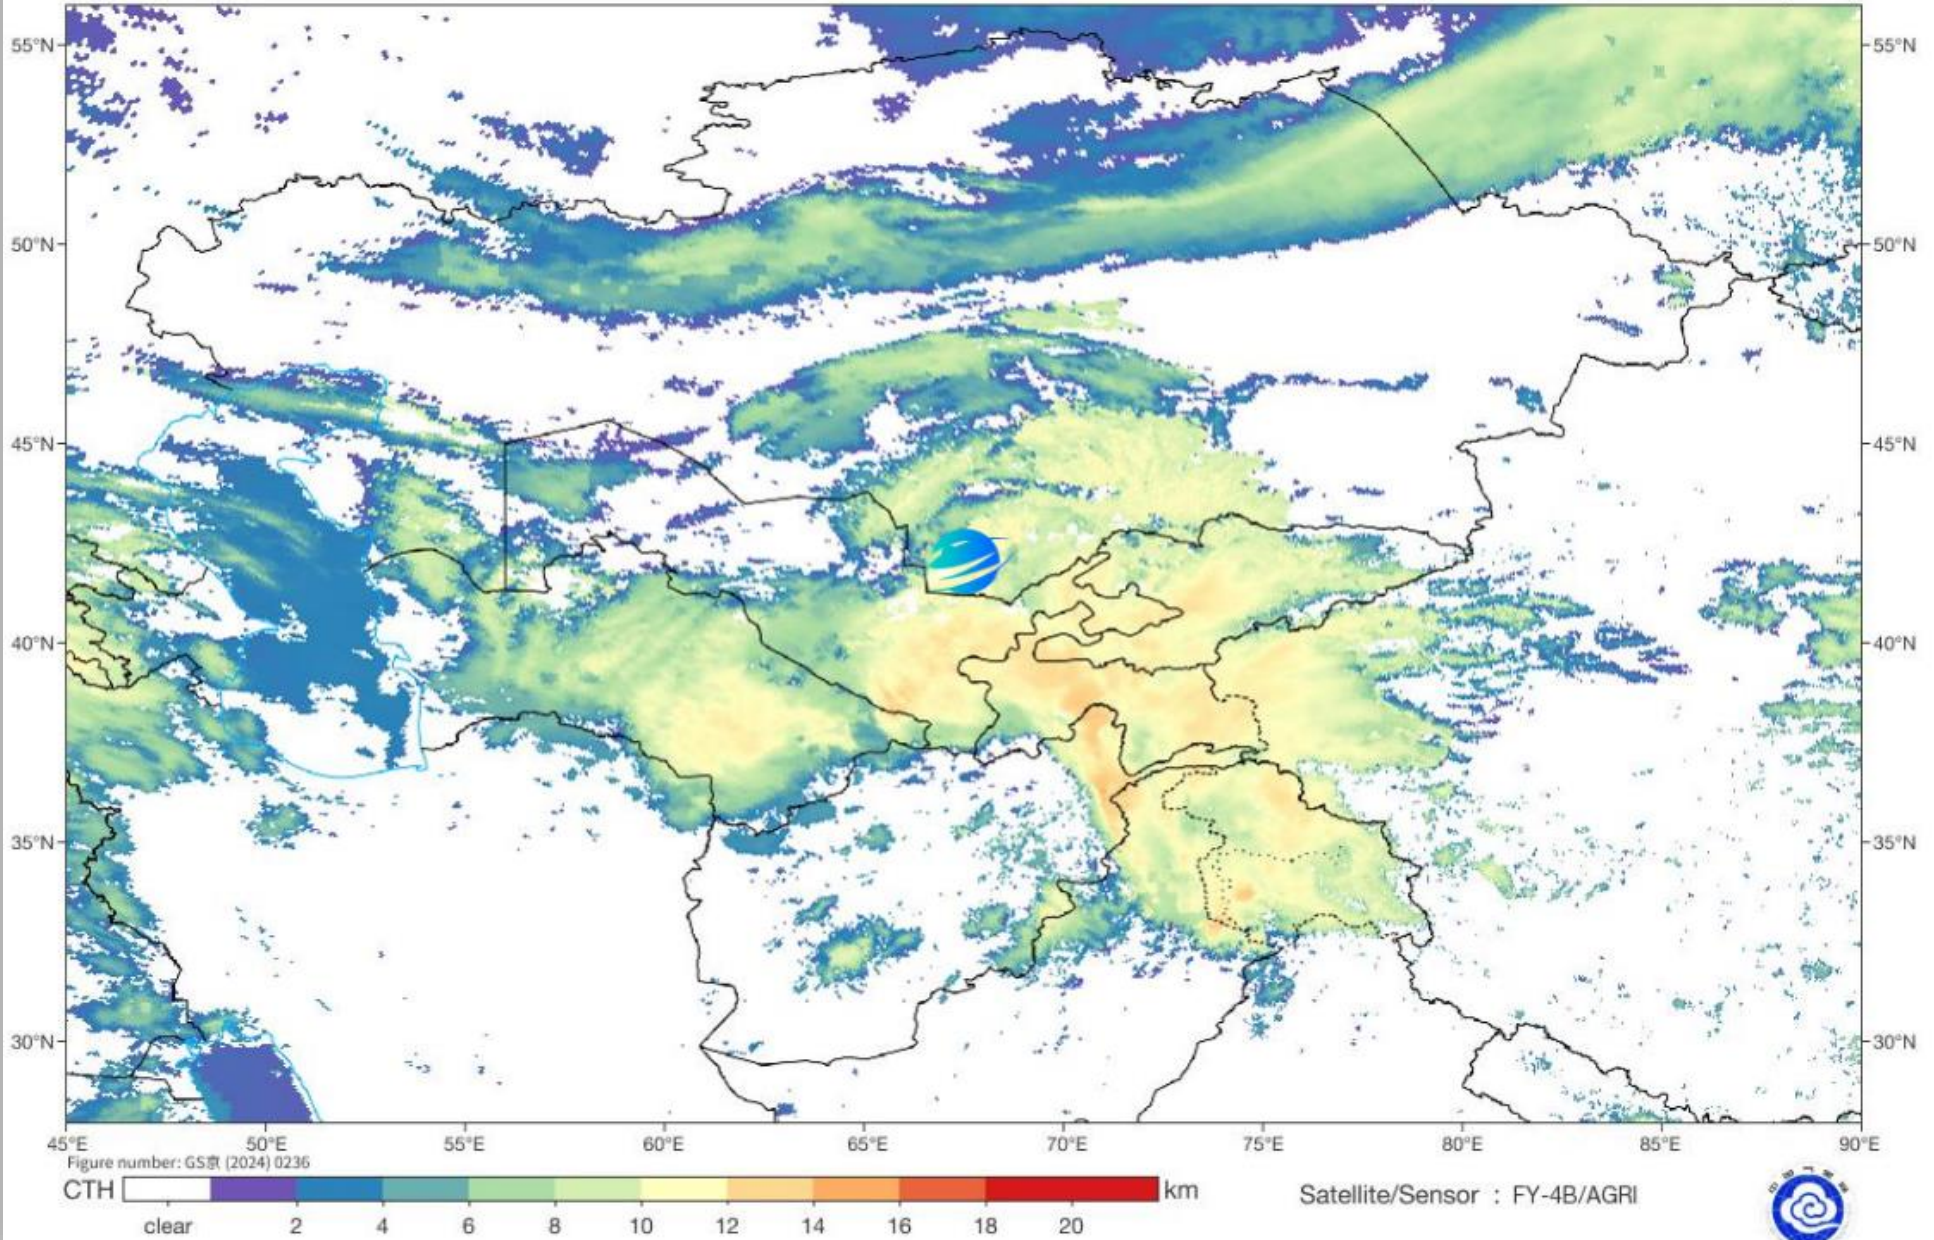 55°N 55°N
50°N 50°N
45°N 45°N
40°N 40°N
35°N 35°N
30°N 30°N
45°E 50°E 55°E 60°E 65°E 70°E 75°E 80°E 85°E 90°E
Figure number: GS京 (2024) 0236
CTH km Satellite/Sensor : FY-4B/AGRI
clear 2 4 6 8 10 12 14 16 18 20